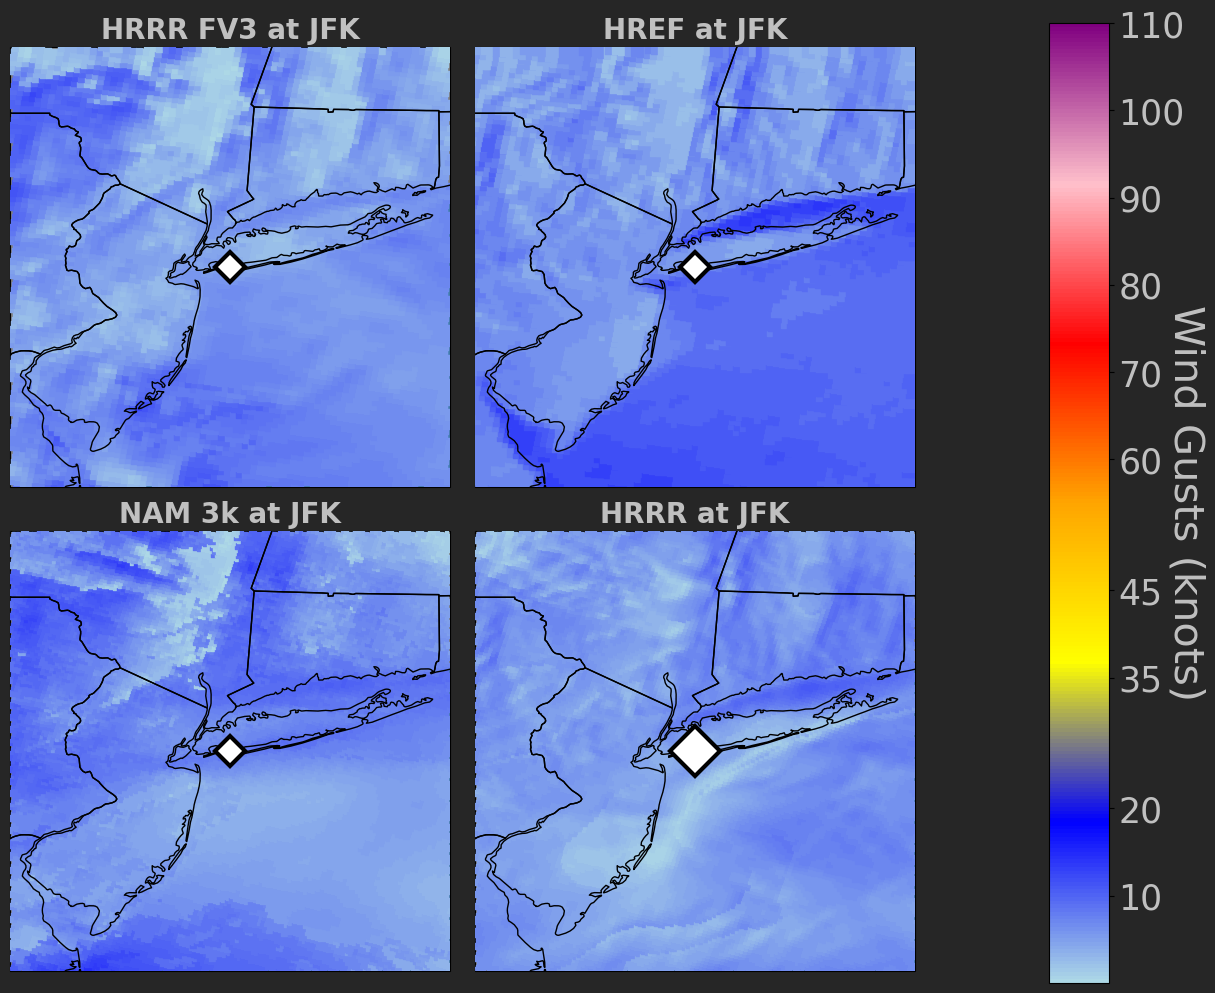 HRRR FV3 at JFK
HREF at JFK
NAM 3k at JFK
HRRR at JFK
110
100
90
80
70
60
45
35
20
10
Wind Gusts (knots)